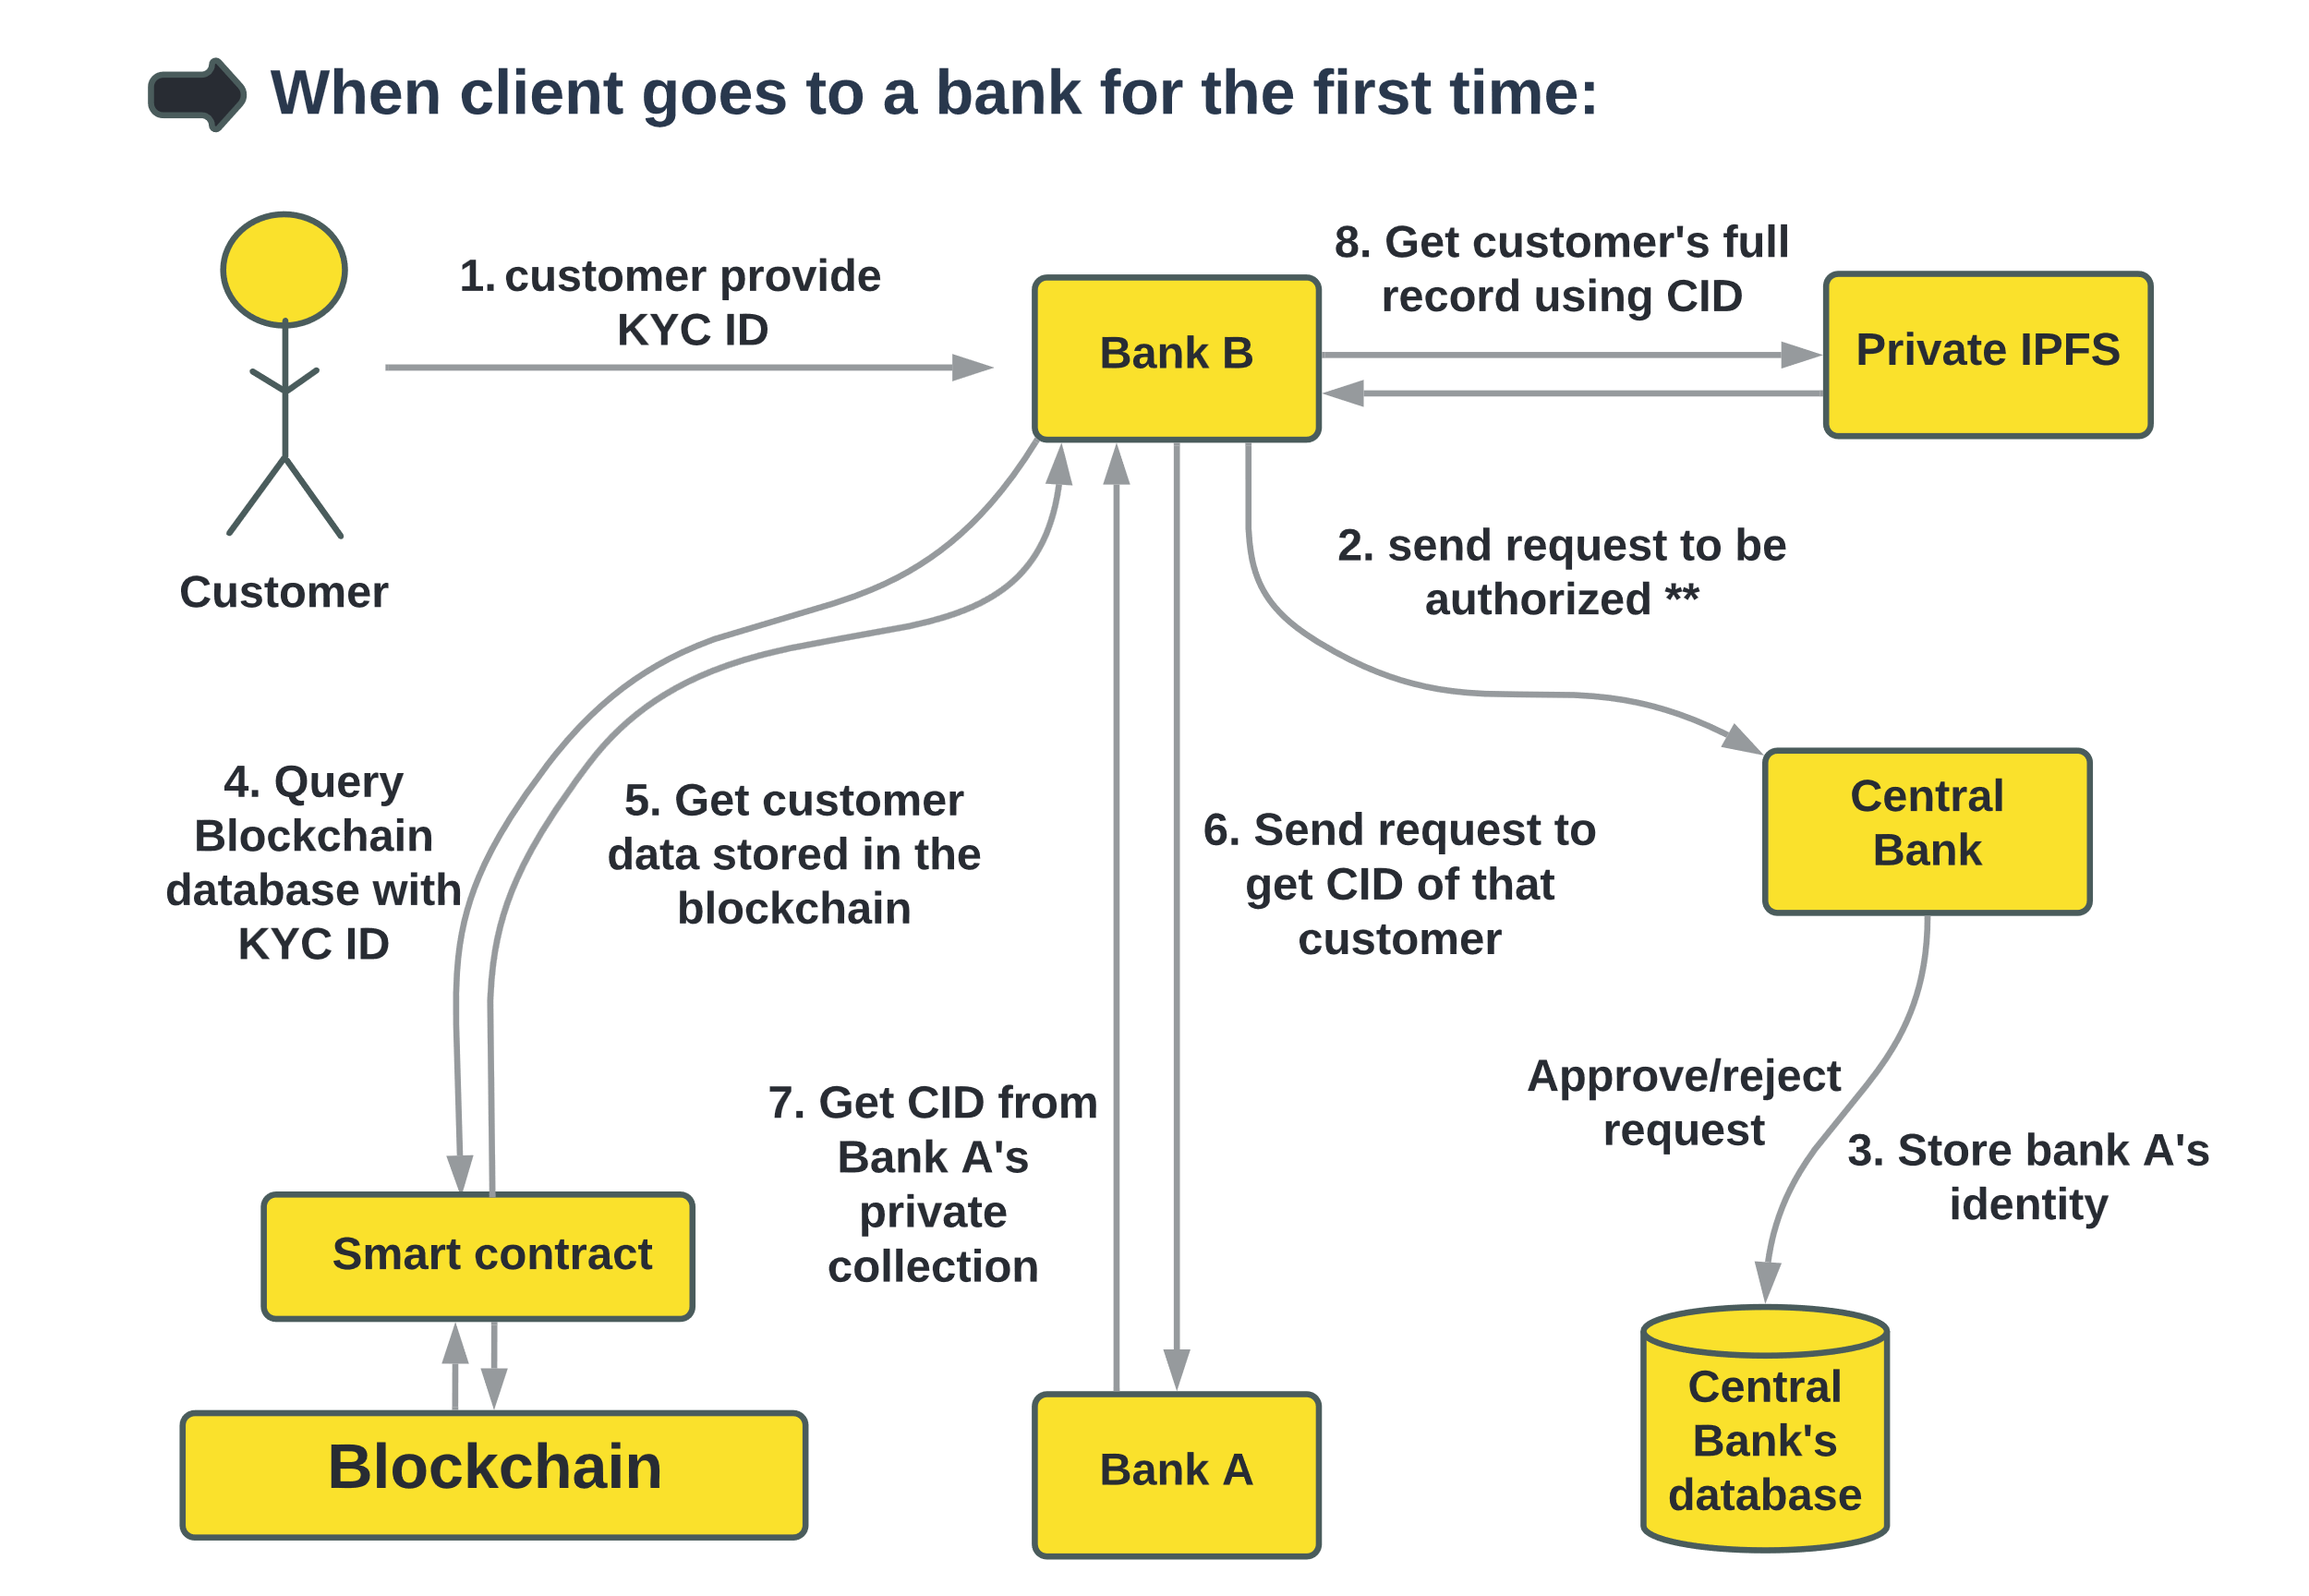 When client goes to a bank for the first time:
1. customer provide
KYC ID
8. Get customer's full
record using CID
Bank B
Private IPFS
2. send request to be
authorized **
Customer
4. Query
Blockchain
database with
KYC ID
5. Get customer
data stored in the
blockchain
6. Send request to
get CID of that
customer
Central
Bank
7. Get CID from
Bank A's
private
collection
Approve/reject
request
3. Store bank A's
identity
Smart contract
Blockchain
Bank A
Central
Bank's
database